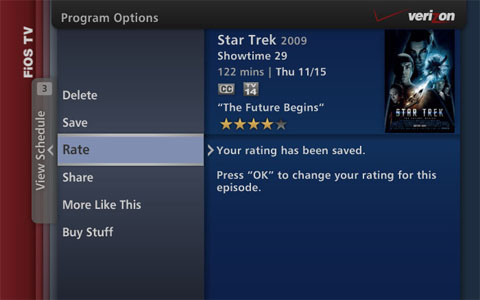 Program Options
verizon
FiOS TV
3
View Schedule
Delete
Save
Rate
Share
More Like This
Buy Stuff
Star Trek 2009
Showtime 29
122 mins | Thu 11/15
CC
14
“The Future Begins”
STAR TREK
Your rating has been saved.
Press “OK” to change your rating for this
episode.